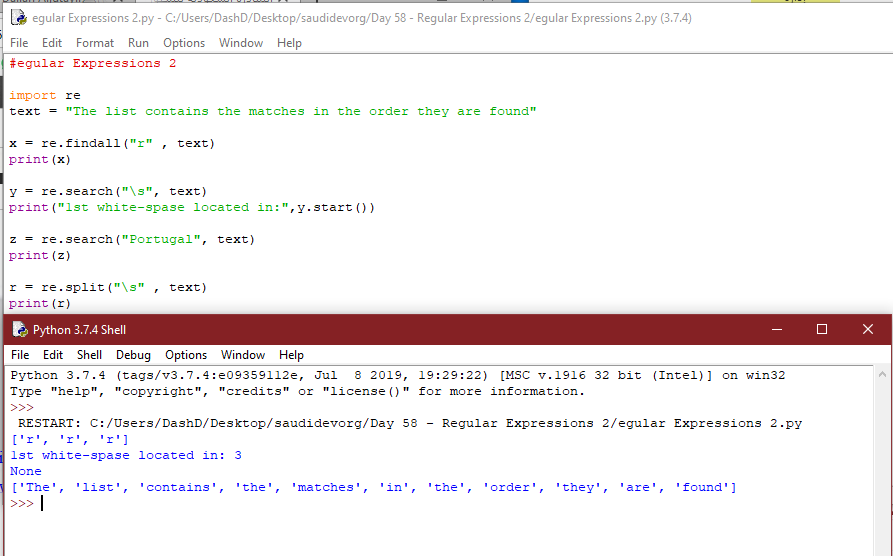 egular Expressions 2.py - C:/Users/DashD/Desktop/saudidevorg/Day 58 - Regular Expressions 2/egular Expressions 2.py (3.7.4)
File Edit Format Run Options Window Help
#egular Expressions 2
import re
text = "The list contains the matches in the order they are found"
x = re.findall("r" , text)
print(x)
y = re.search("\s", text)
print("1st white-spase located in:",y.start())
z = re.search("Portugal", text)
print(z)
r = re.split("\s" , text)
print(r)
Python 3.7.4 Shell
File Edit Shell Debug Options Window Help
Python 3.7.4 (tags/v3.7.4:e09359112e, Jul 8 2019, 19:29:22) [MSC v.1916 32 bit (Intel)] on win32
Type "help", "copyright", "credits" or "license()" for more information.
>>>
RESTART: C:/Users/DashD/Desktop/saudidevorg/Day 58 - Regular Expressions 2/egular Expressions 2.py
['r', 'r', 'r']
1st white-spase located in: 3
None
['The', 'list', 'contains', 'the', 'matches', 'in', 'the', 'order', 'they', 'are', 'found']
>>>